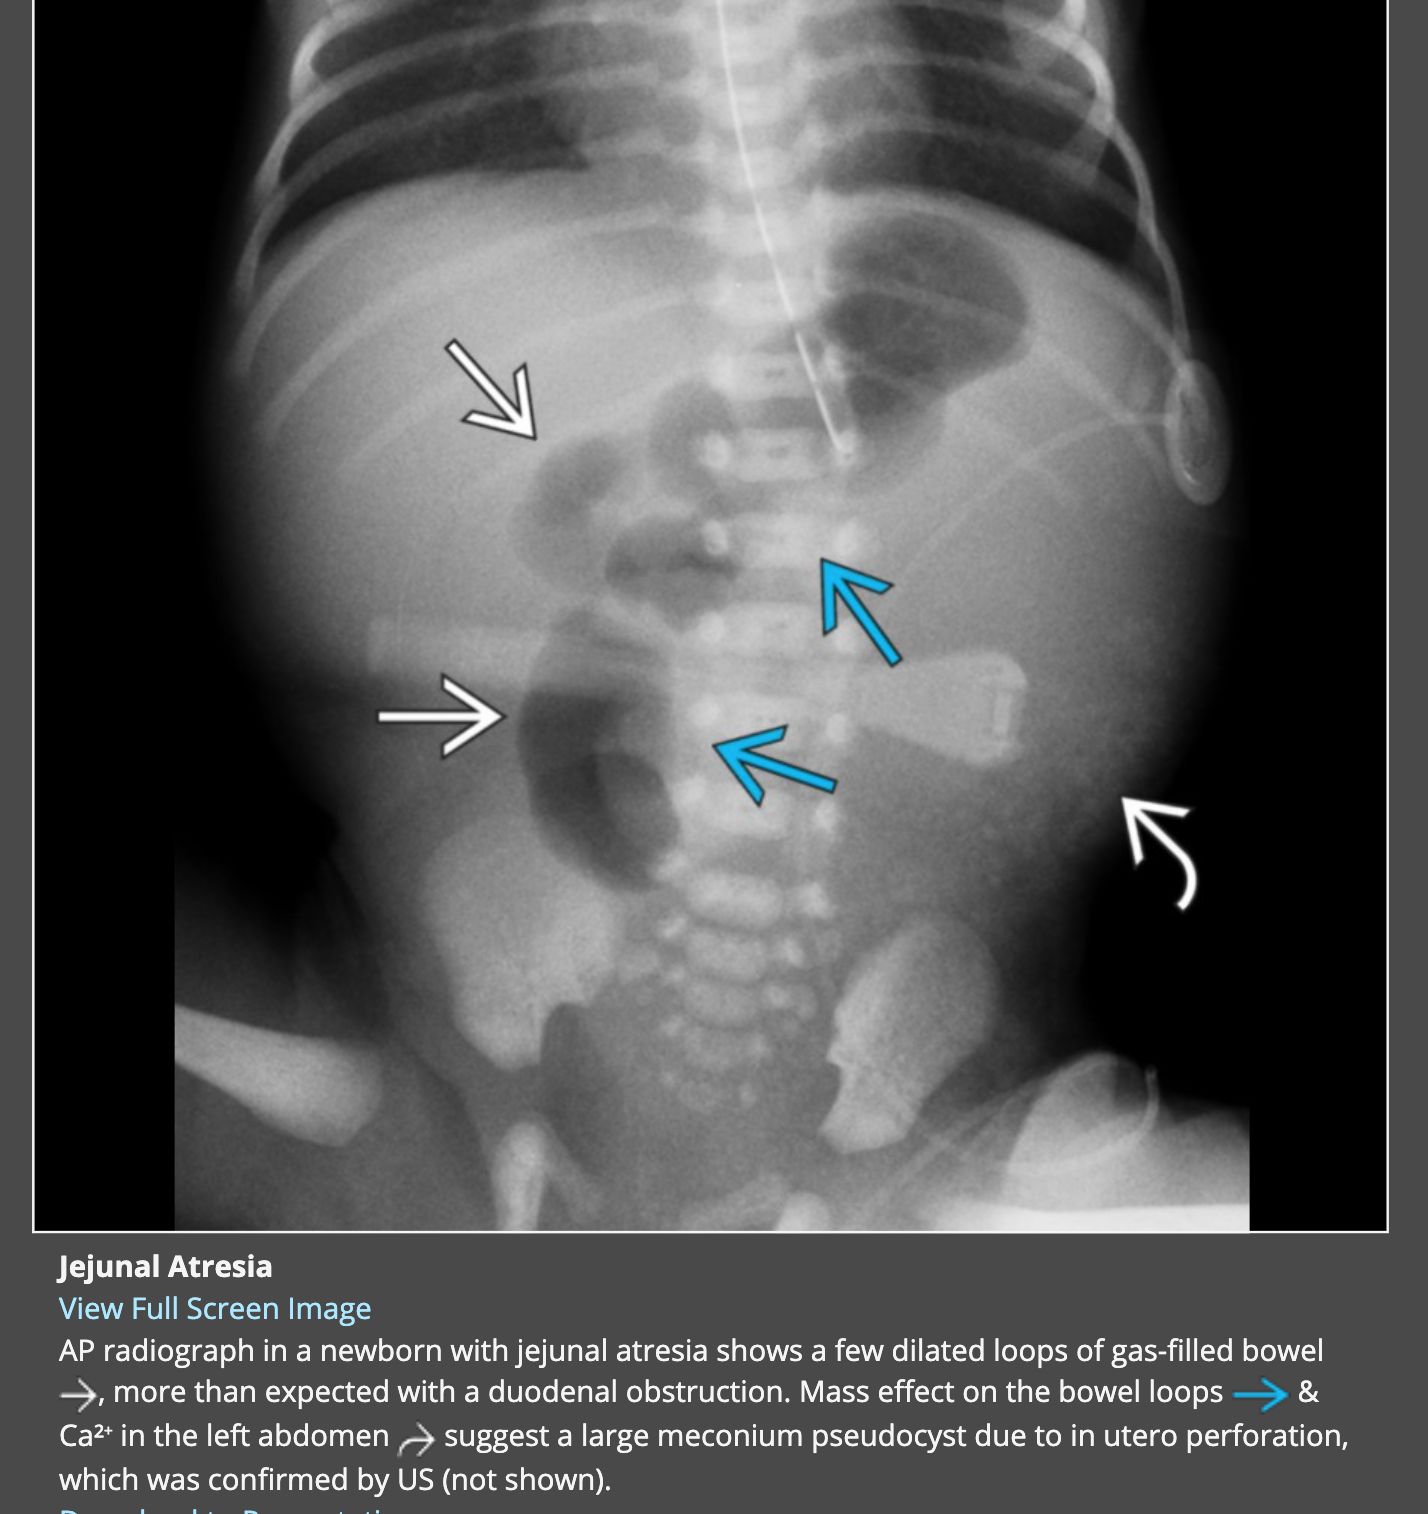 Jejunal Atresia
View Full Screen Image
AP radiograph in a newborn with jejunal atresia shows a few dilated loops of gas-filled bowel
, more than expected with a duodenal obstruction. Mass effect on the bowel loops &
Ca²⁺ in the left abdomen suggest a large meconium pseudocyst due to in utero perforation,
which was confirmed by US (not shown).